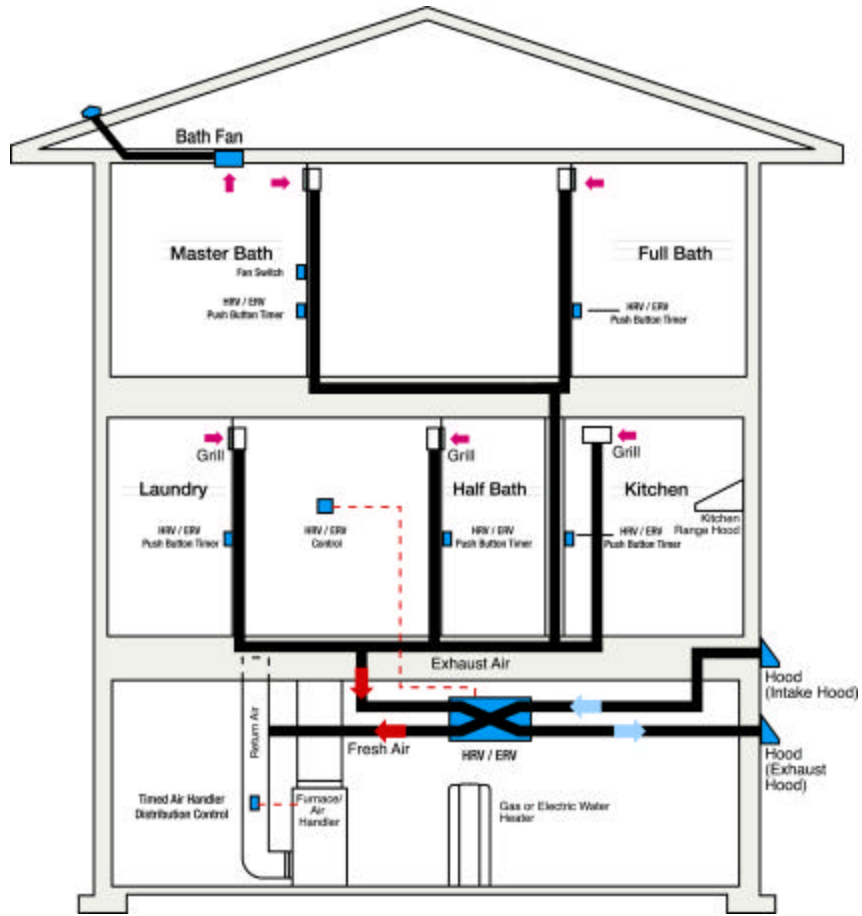 Bath Fan
Master Bath
Fan Switch
HRV / ERV
Push Button Timer
Full Bath
HRV / ERV
Push Button Timer
Grill
Grill
Grill
Laundry
Half Bath
Kitchen
HRV / ERV
Push Button Timer
HRV / ERV
Control
HRV / ERV
Push Button Timer
HRV / ERV
Push Button Timer
Kitchen
Range Hood
Exhaust Air
Hood
(Intake Hood)
Return Air
Fresh Air
HRV / ERV
Hood
(Exhaust
Hood)
Timed Air Handler
Distribution Control
Furnace/
Air
Handler
Gas or Electric Water
Heater